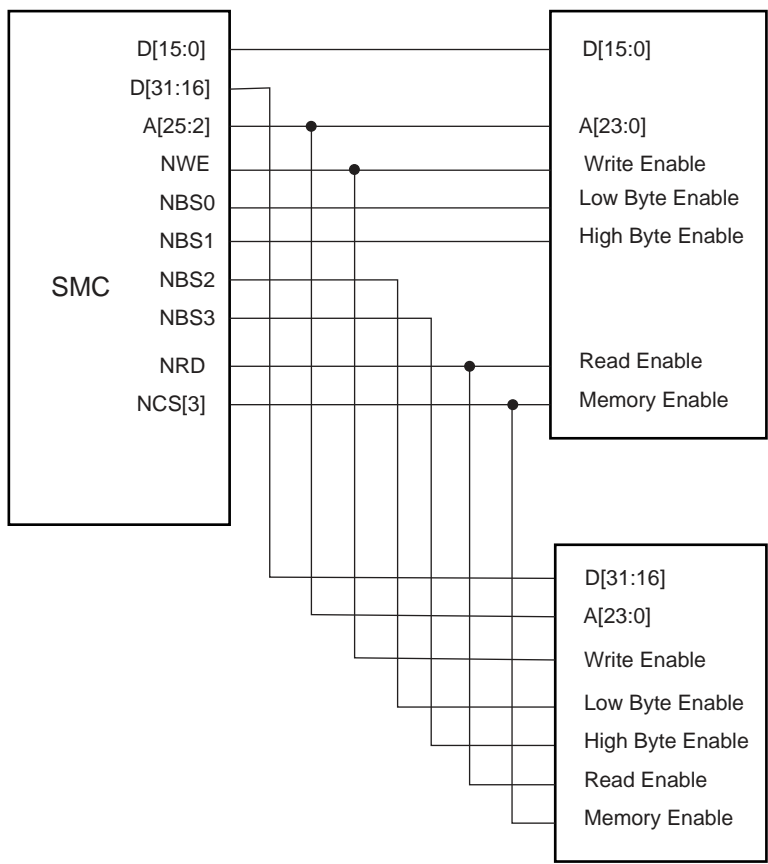 D[15:0]
D[31:16]
A[25:2]
NWE
NBS0
NBS1
NBS2
NBS3
NRD
NCS[3]
SMC
D[15:0]
A[23:0]
Write Enable
Low Byte Enable
High Byte Enable
Read Enable
Memory Enable
D[31:16]
A[23:0]
Write Enable
Low Byte Enable
High Byte Enable
Read Enable
Memory Enable